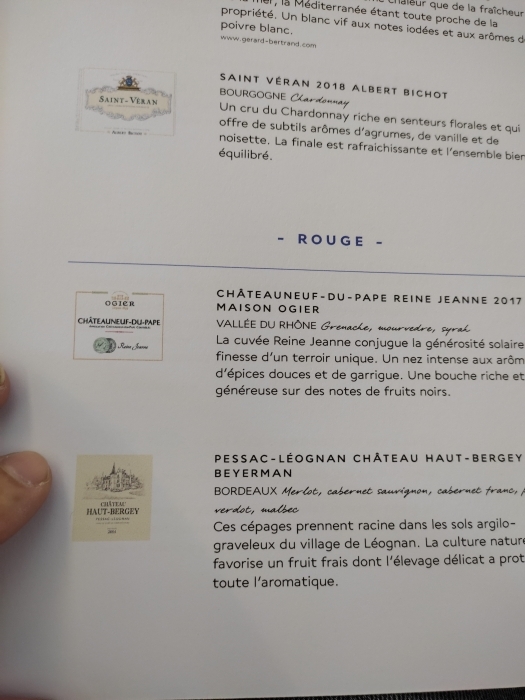 la Méditerranée étant toute proche de la
propriété. Un blanc vif aux notes iodées et aux arômes
poivre blanc.
www.gerard-bertrand.com
SAINT-VÉRAN
SAINT VÉRAN 2018 ALBERT BICHOT
BOURGOGNE Chardonnay
Un cru du Chardonnay riche en senteurs florales et qui
offre de subtils arômes d'agrumes, de vanille et de
noisette. La finale est rafraichissante et l'ensemble bien
équilibré.
- ROUGE -
OGIER
CHÂTEAUNEUF-DU-PAPE
Reine Jeanne
CHÂTEAUNEUF-DU-PAPE REINE JEANNE 2017
MAISON OGIER
VALLÉE DU RHÔNE Grenache, mourvedre, syrah
La cuvée Reine Jeanne conjugue la générosité solaire
finesse d'un terroir unique. Un nez intense aux
d'épices douces et de garrigue. Une bouche riche et
généreuse sur des notes de fruits noirs.
CHÂTEAU
HAUT-BERGEY
PESSAC-LÉOGNAN
PESSAC-LÉOGNAN CHÂTEAU HAUT-BERGEY
BEYERMAN
BORDEAUX Merlot, cabernet sauvignon, cabernet franc,
verdot, malbec
Ces cépages prennent racine dans les sols argilo-
graveleux du village de Léognan. La culture
favorise un fruit frais dont l'élevage délicat a
toute l'aromatique.